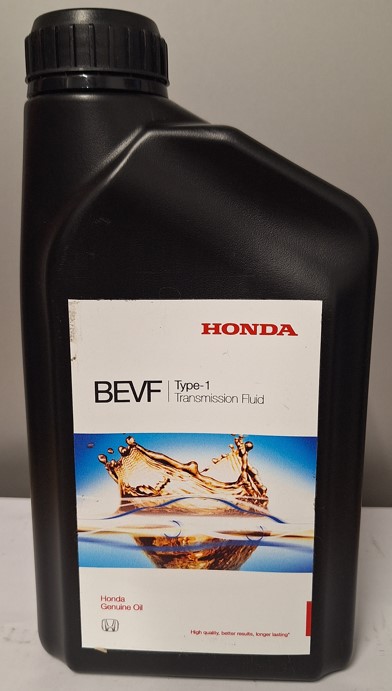 HONDA
BEVF
Type-1
Transmission Fluid
Honda
Genuine Oil
High quality, better results, longer lasting*